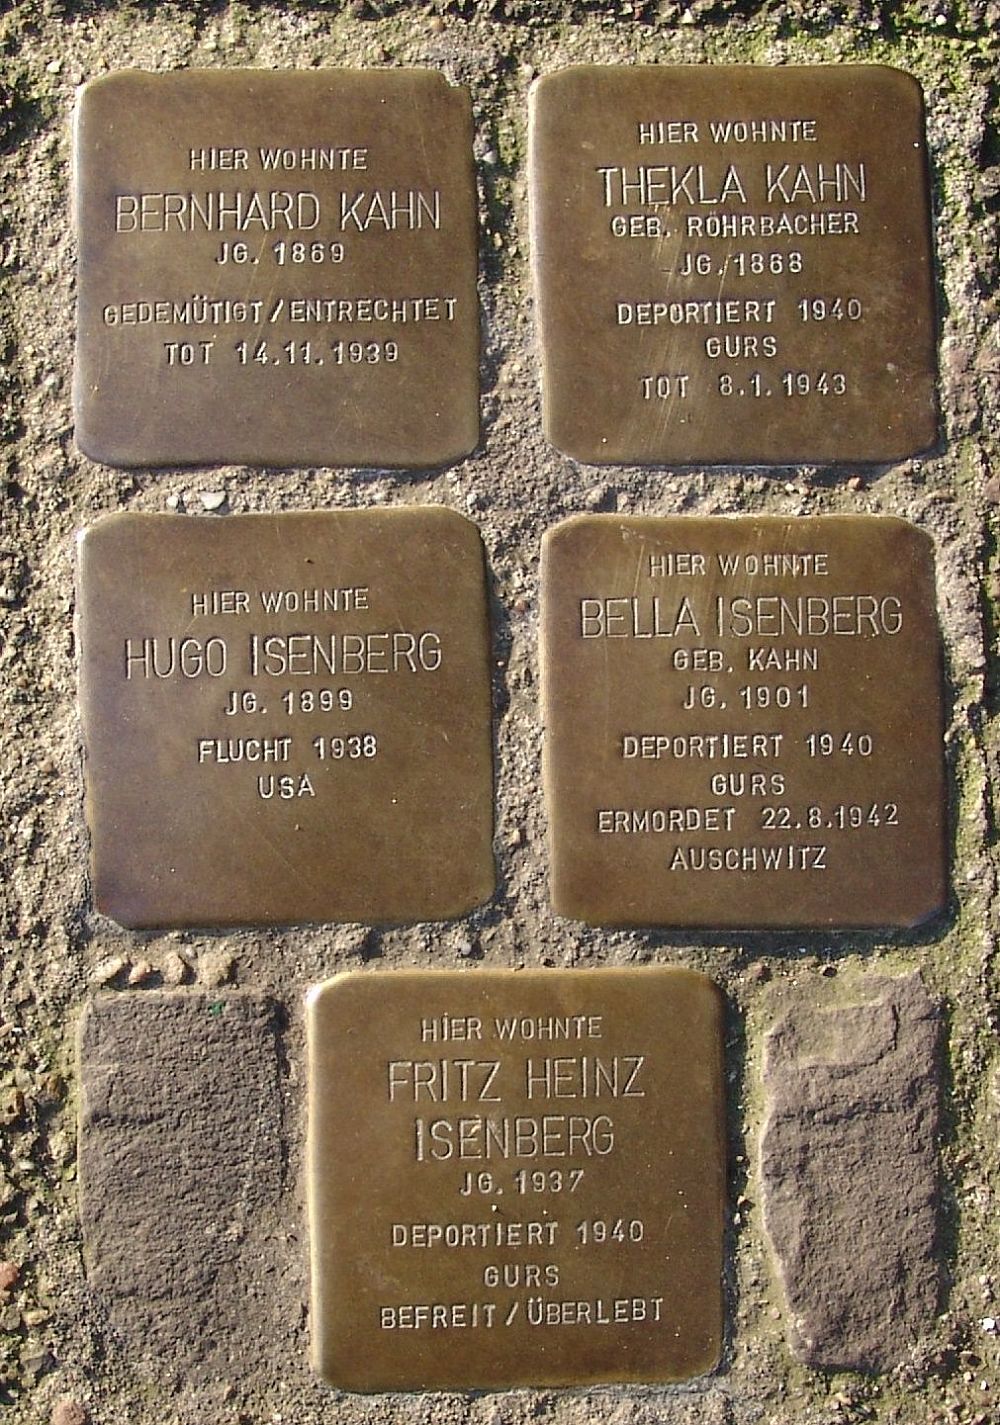 HIER WOHNTE
BERNHARD KAHN
JG. 1869
GEDEMÜTIGT/ENTRECHTET
TOT 14.11.1939
HIER WOHNTE
THEKLA KAHN
GEB. RÖHRBACHER
JG. 1868
DEPORTIERT 1940
GURS
TOT 8.1.1943
HIER WOHNTE
HUGO ISENBERG
JG. 1899
FLUCHT 1938
USA
HIER WOHNTE
BELLA ISENBERG
GEB. KAHN
JG. 1901
DEPORTIERT 1940
GURS
ERMORDET 22.8.1942
AUSCHWITZ
HIER WOHNTE
FRITZ HEINZ
ISENBERG
JG. 1937
DEPORTIERT 1940
GURS
BEFREIT/ÜBERLEBT